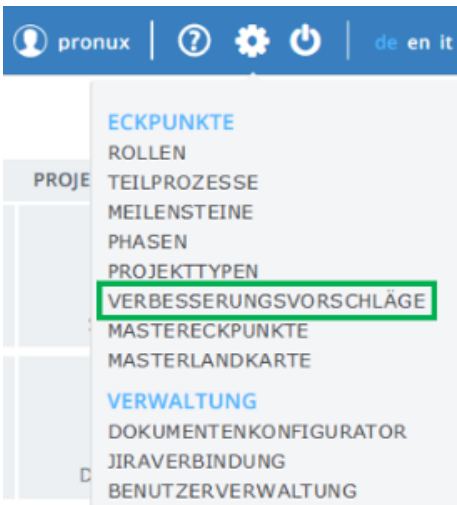 pronux ? de en it
ECKPUNKTE
ROLLEN
PROJE TEILPROZESSE
MEILENSTEINE
PHASEN
PROJEKTTYPEN
VERBESSERUNGSVORSCHLÄGE
MASTERECKPUNKTE
MASTERLANDKARTE
VERWALTUNG
DOKUMENTENKONFIGURATOR
JIRAVERBINDUNG
D
BENUTZERVERWALTUNG